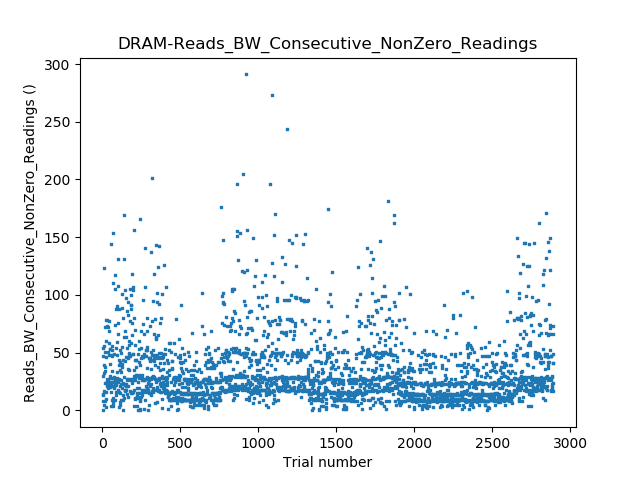 DRAM-Reads_BW_Consecutive_NonZero_Readings
300
250
200
150
100
50
0
Reads_BW_Consecutive_NonZero_Readings ()
0 500 1000 1500 2000 2500 3000
Trial number